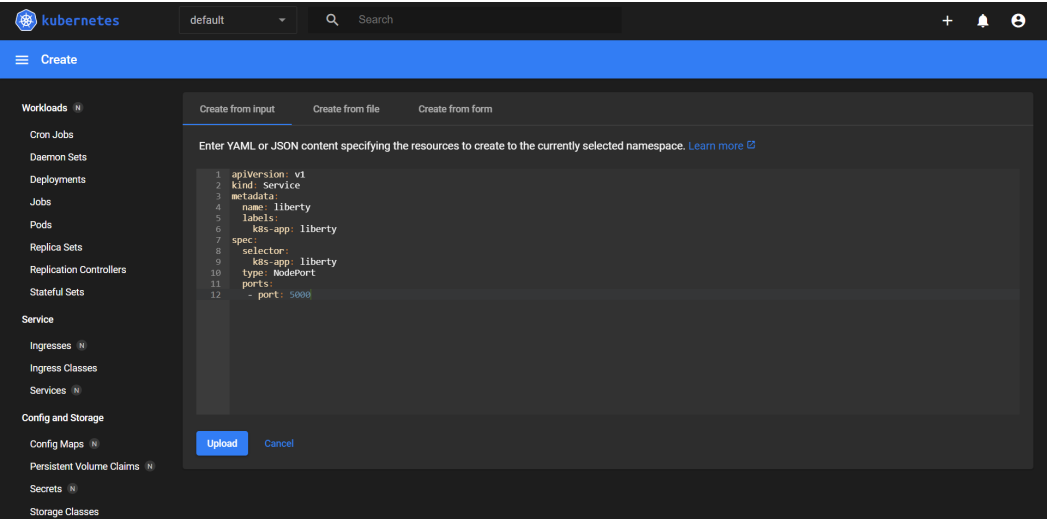 kubernetes
default
Search
Create
Workloads N
Cron Jobs
Daemon Sets
Deployments
Jobs
Pods
Replica Sets
Replication Controllers
Stateful Sets
Service
Ingresses N
Ingress Classes
Services N
Config and Storage
Config Maps N
Persistent Volume Claims N
Secrets N
Storage Classes
Create from input
Create from file
Create from form
Enter YAML or JSON content specifying the resources to create to the currently selected namespace. Learn more
1 apiVersion: v1
2 kind: Service
3 metadata:
4   name: liberty
5   labels:
6     k8s-app: liberty
7 spec:
8   selector:
9     k8s-app: liberty
10   type: NodePort
11   ports:
12    - port: 5000
Upload
Cancel